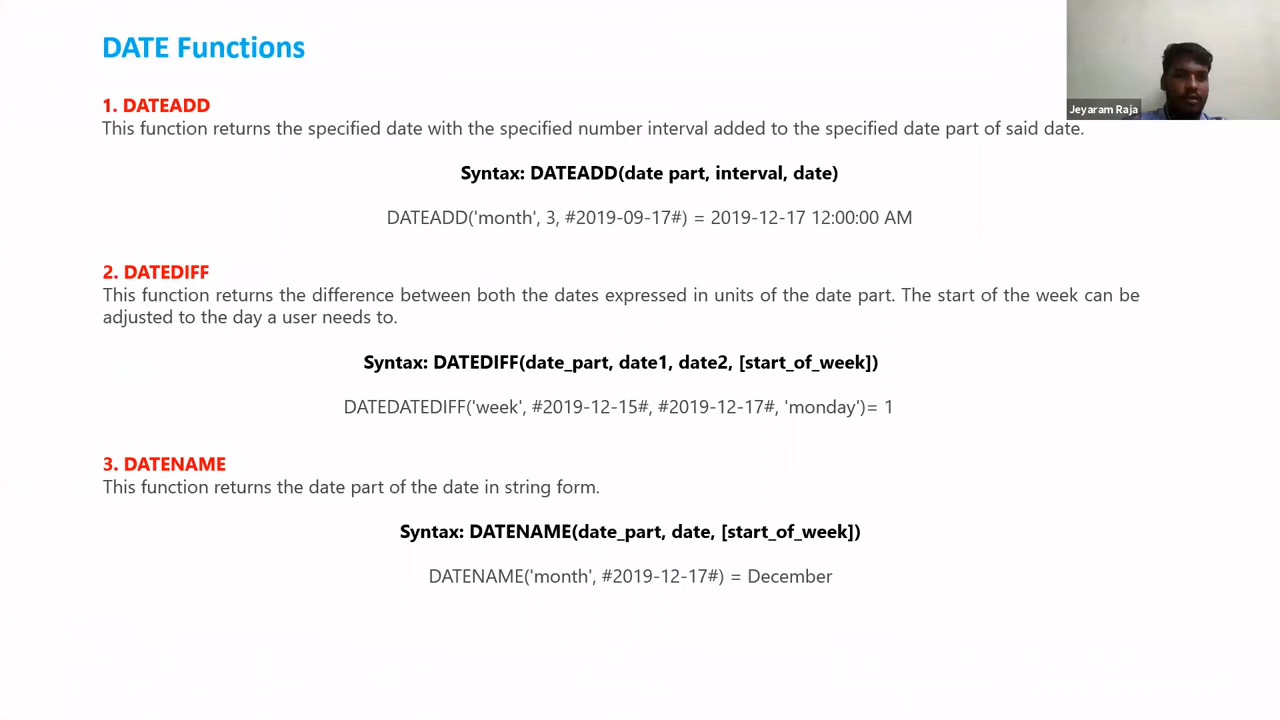 DATE Functions
Jeyaram Raja
1. DATEADD
This function returns the specified date with the specified number interval added to the specified date part of said date.
Syntax: DATEADD(date part, interval, date)
DATEADD('month', 3, #2019-09-17#) = 2019-12-17 12:00:00 AM
2. DATEDIFF
This function returns the difference between both the dates expressed in units of the date part. The start of the week can be
adjusted to the day a user needs to.
Syntax: DATEDIFF(date_part, date1, date2, [start_of_week])
DATEDATEDIFF('week', #2019-12-15#, #2019-12-17#, 'monday')= 1
3. DATENAME
This function returns the date part of the date in string form.
Syntax: DATENAME(date_part, date, [start_of_week])
DATENAME('month', #2019-12-17#) = December